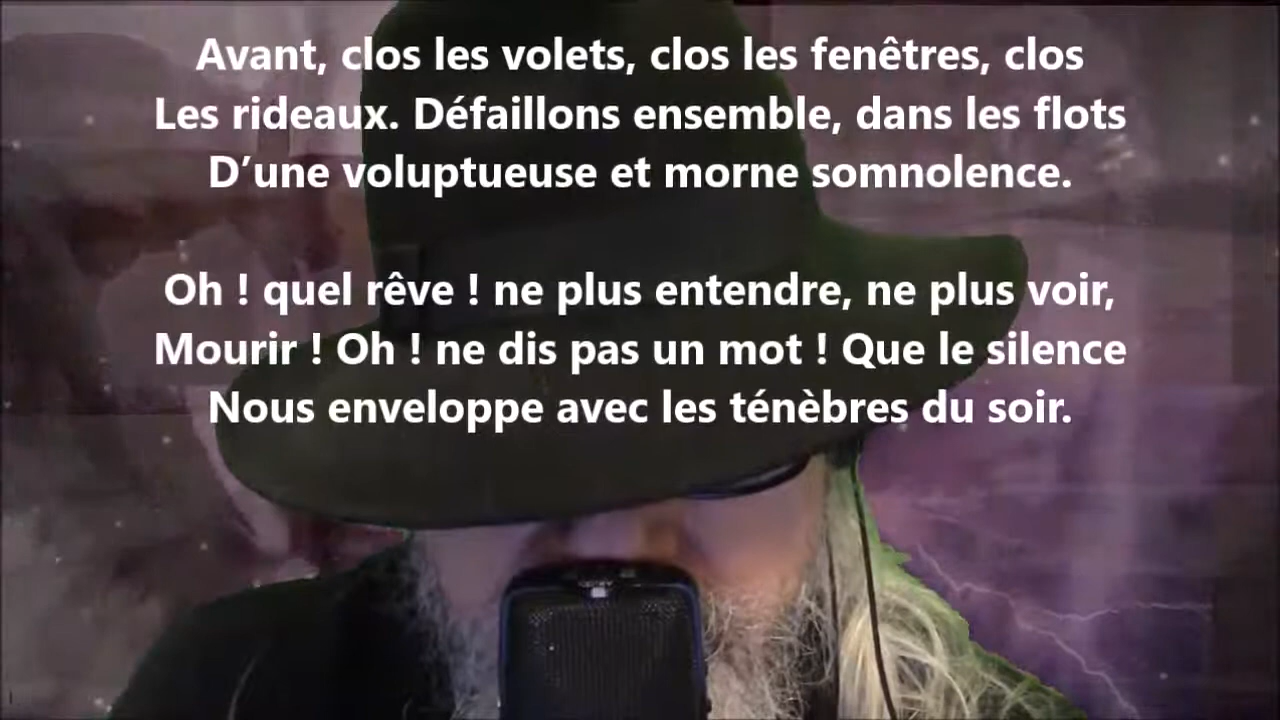 Avant, clos les volets, clos les fenêtres, clos
Les rideaux. Défaillons ensemble, dans les flots
D’une voluptueuse et morne somnolence.
Oh ! quel rêve ! ne plus entendre, ne plus voir,
Mourir ! Oh ! ne dis pas un mot ! Que le silence
Nous enveloppe avec les ténèbres du soir.